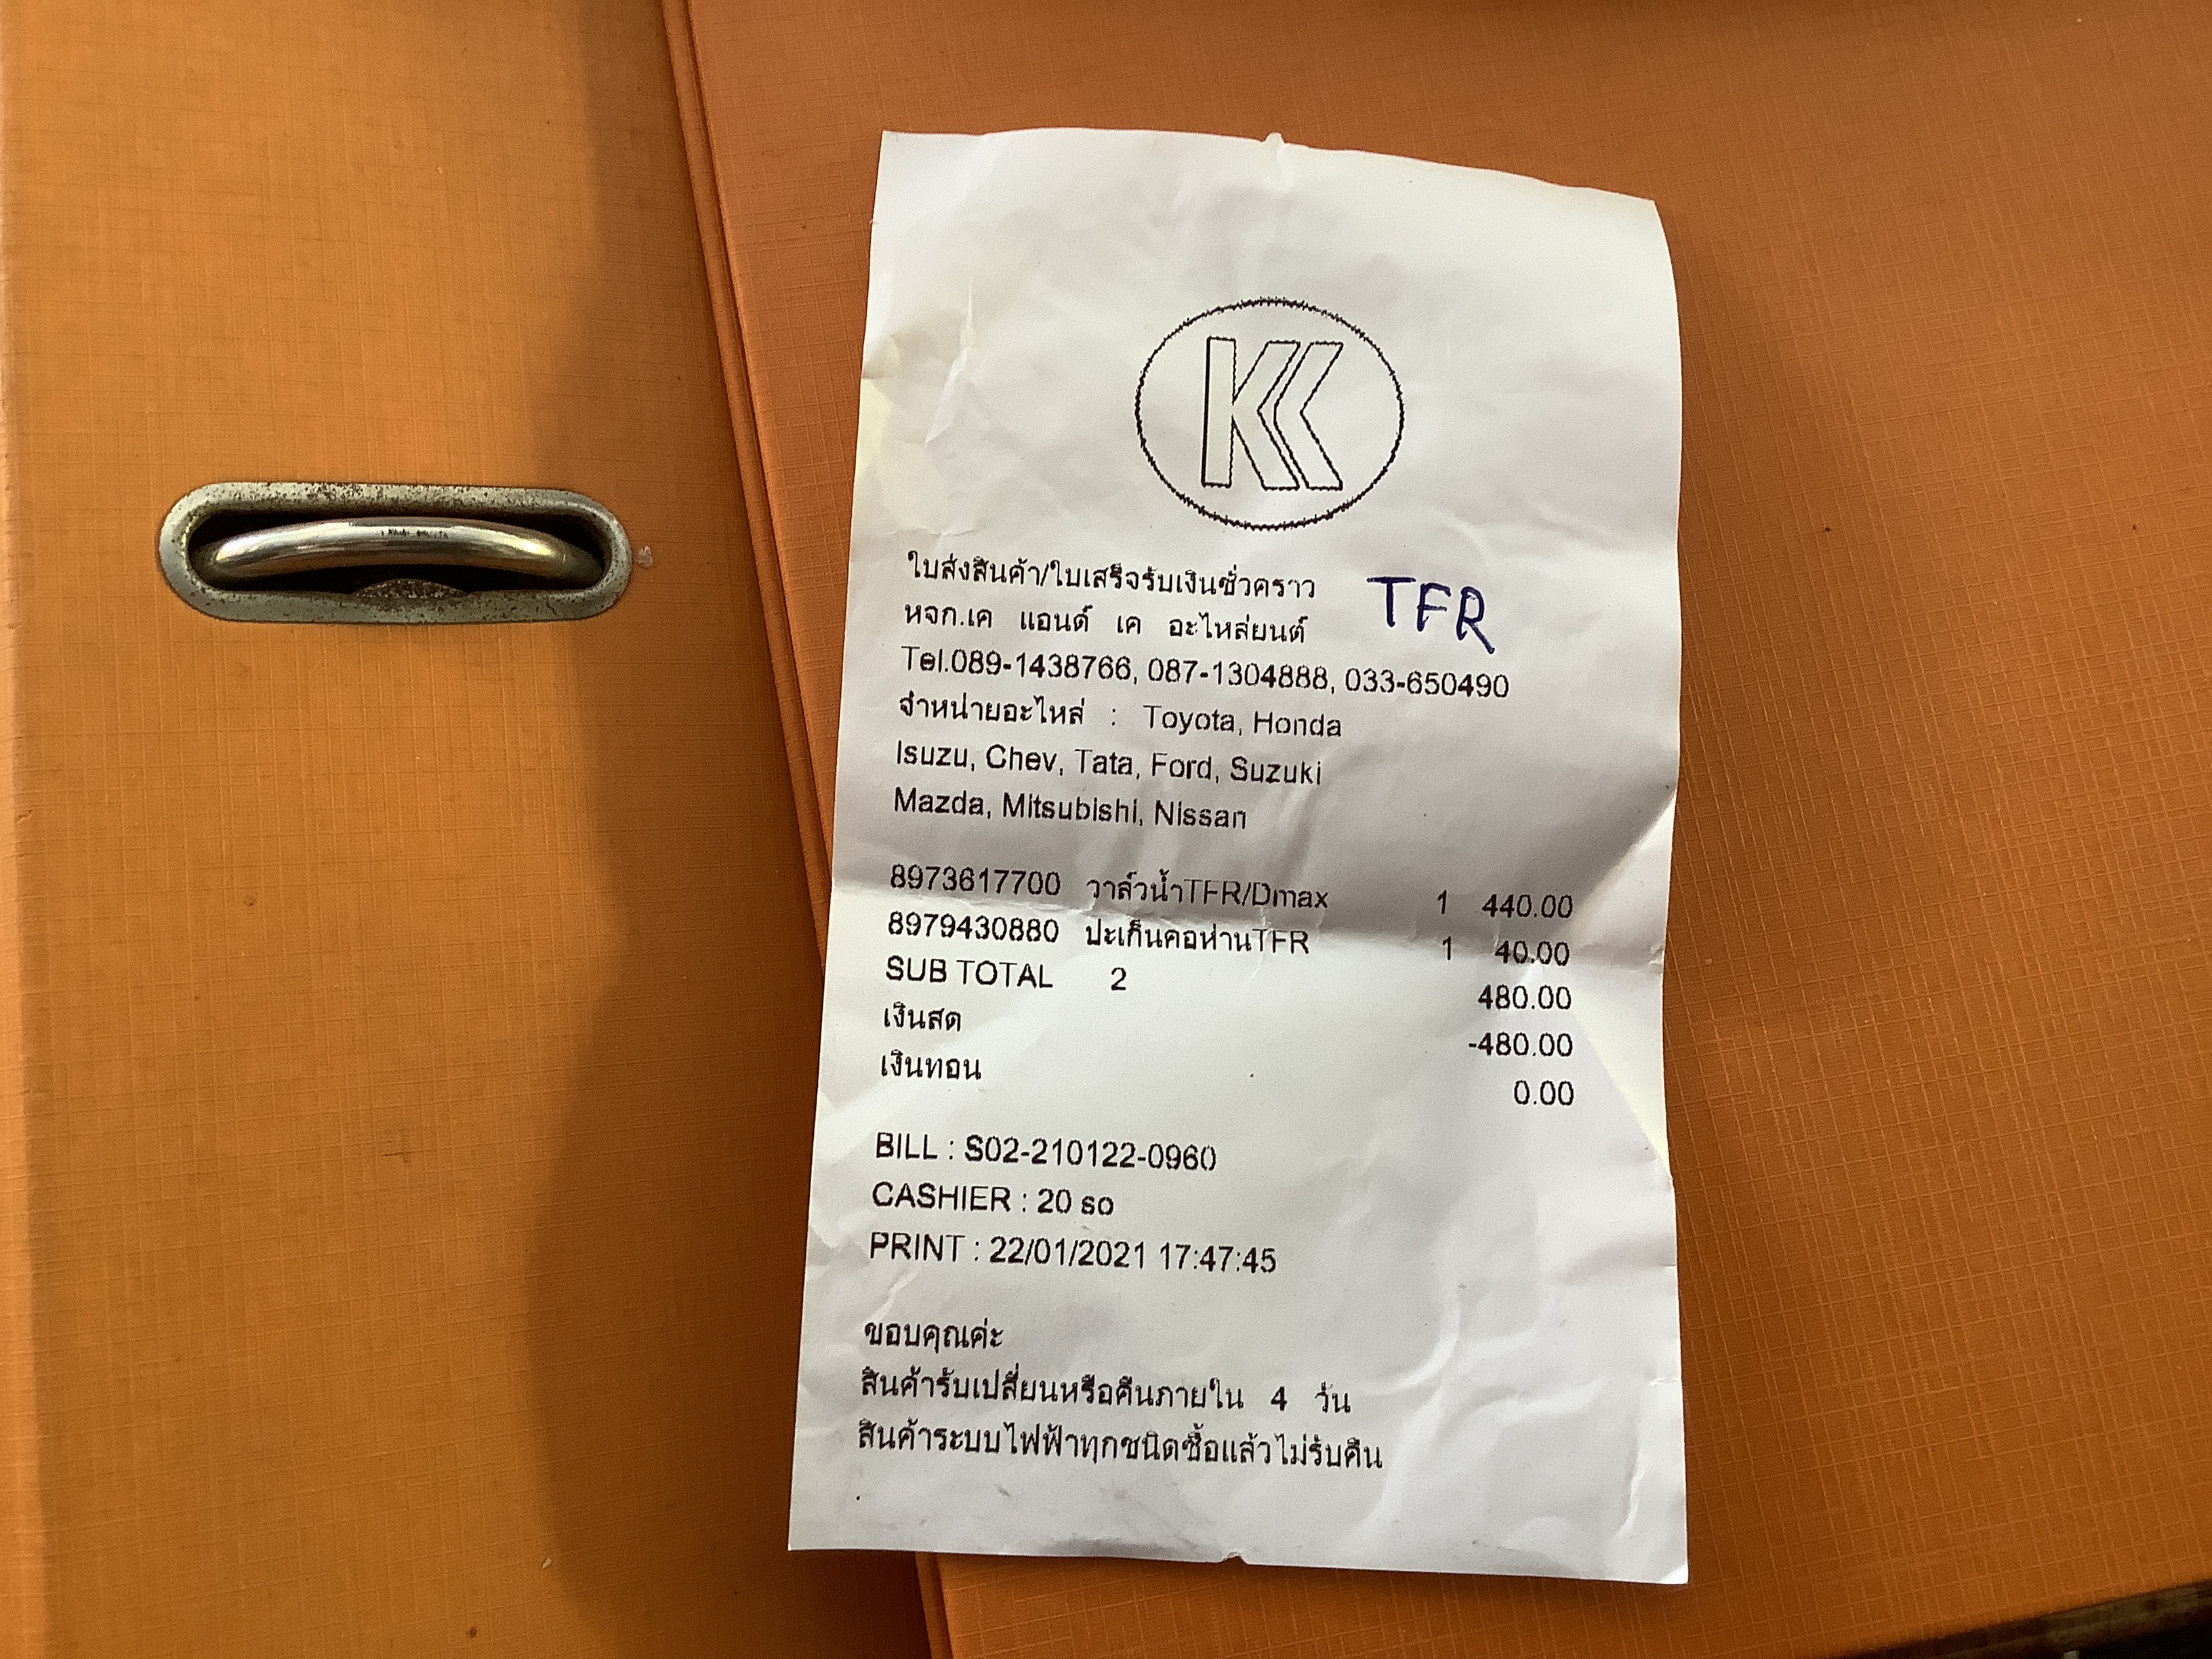 KK
ใบส่งสินค้า/ใบเสร็จรับเงินชั่วคราว
TFR
หจก.เค แอนด์ เค อะไหล่ยนต์
Tel.089-1438766, 087-1304888, 033-650490
จำหน่ายอะไหล่ : Toyota, Honda
Isuzu, Chev, Tata, Ford, Suzuki
Mazda, Mitsubishi, Nissan
8973617700 วาล์วน้ำTFR/Dmax 1 440.00
8979430880 ปะเก็นคอห่านTFR 1 40.00
SUB TOTAL 2 480.00
เงินสด -480.00
เงินทอน 0.00
BILL : S02-210122-0960
CASHIER : 20 so
PRINT : 22/01/2021 17:47:45
ขอบคุณค่ะ
สินค้ารับเปลี่ยนหรือคืนภายใน 4 วัน
สินค้าระบบไฟฟ้าทุกชนิดซื้อแล้วไม่รับคืน